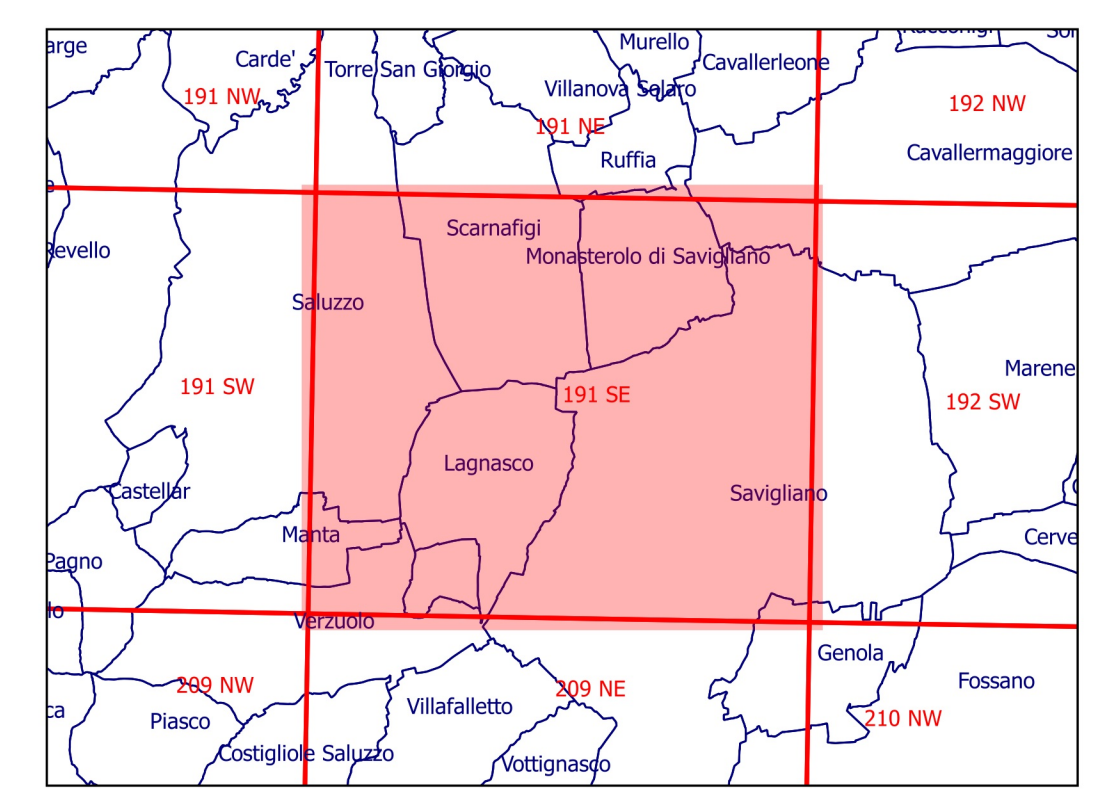 arge
Carde'
Torre San Giorgio
Murello
Cavallerleone
191 NW
Villanova Solaro
192 NW
191 NE
Ruffia
Cavallermaggiore
Scarnafigi
Revello
Monasterolo di Savigliano
Saluzzo
191 SW
191 SE
Marene
192 SW
Lagnasco
Castellar
Savigliano
Manta
Cerve
Pagno
lo
Verzuolo
Genola
209 NW
209 NE
Fossano
ca
Piasco
Villafalletto
210 NW
Costigliole Saluzzo
Vottignasco